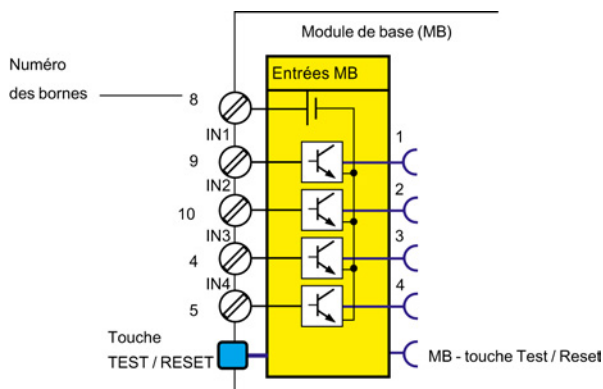 Module de base (MB)
Numéro
des bornes
Entrées MB
8
IN1
1
9
IN2
2
10
IN3
3
4
IN4
4
5
Touche
TEST / RESET
MB - touche Test / Reset